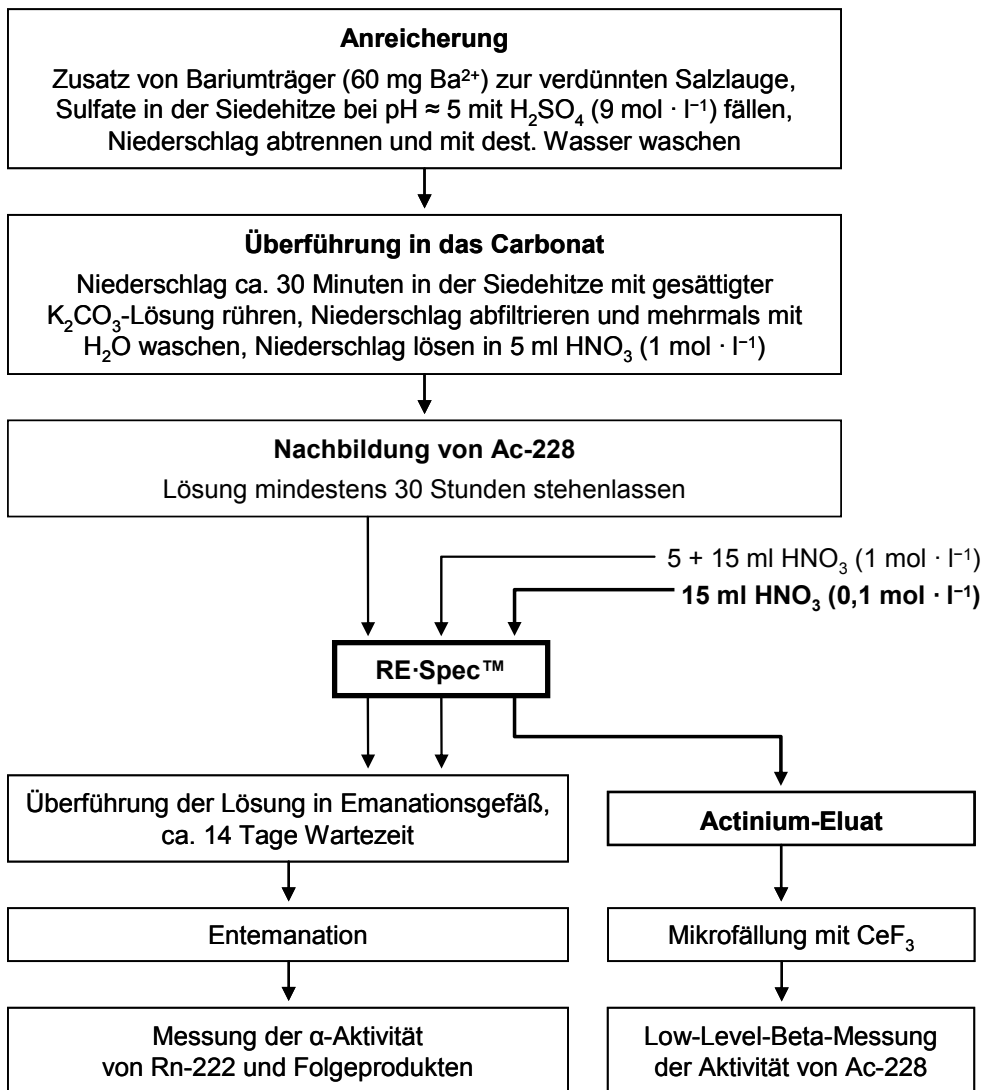 Anreicherung
Zusatz von Bariumträger (60 mg Ba²⁺) zur verdünnten Salzlauge,
Sulfate in der Siedehitze bei pH ≈ 5 mit H₂SO₄ (9 mol · l⁻¹) fällen,
Niederschlag abtrennen und mit dest. Wasser waschen
Überführung in das Carbonat
Niederschlag ca. 30 Minuten in der Siedehitze mit gesättigter
K₂CO₃-Lösung rühren, Niederschlag abfiltrieren und mehrmals mit
H₂O waschen, Niederschlag lösen in 5 ml HNO₃ (1 mol · l⁻¹)
Nachbildung von Ac-228
Lösung mindestens 30 Stunden stehenlassen
5 + 15 ml HNO₃ (1 mol · l⁻¹)
15 ml HNO₃ (0,1 mol · l⁻¹)
RE·Spec™
Überführung der Lösung in Emanationsgefäß,
ca. 14 Tage Wartezeit
Actinium-Eluat
Entemanation
Mikrofällung mit CeF₃
Messung der α-Aktivität
von Rn-222 und Folgeprodukten
Low-Level-Beta-Messung
der Aktivität von Ac-228